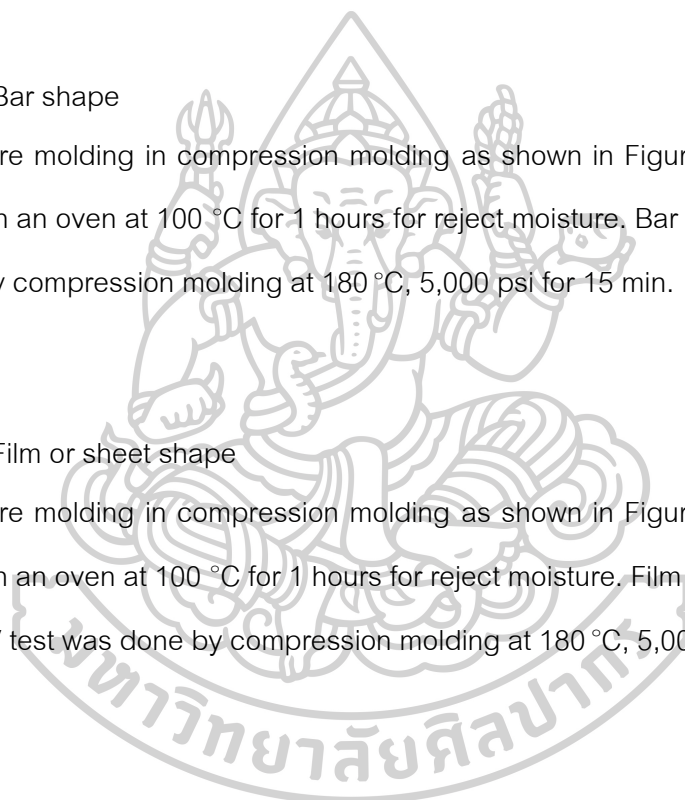 Bar shape
re molding in compression molding as shown in Figur
n an oven at 100 °C for 1 hours for reject moisture. Bar
y compression molding at 180 °C, 5,000 psi for 15 min.
Film or sheet shape
re molding in compression molding as shown in Figur
n an oven at 100 °C for 1 hours for reject moisture. Film
test was done by compression molding at 180 °C, 5,00
มหาวิทยาลัยศิลปากร